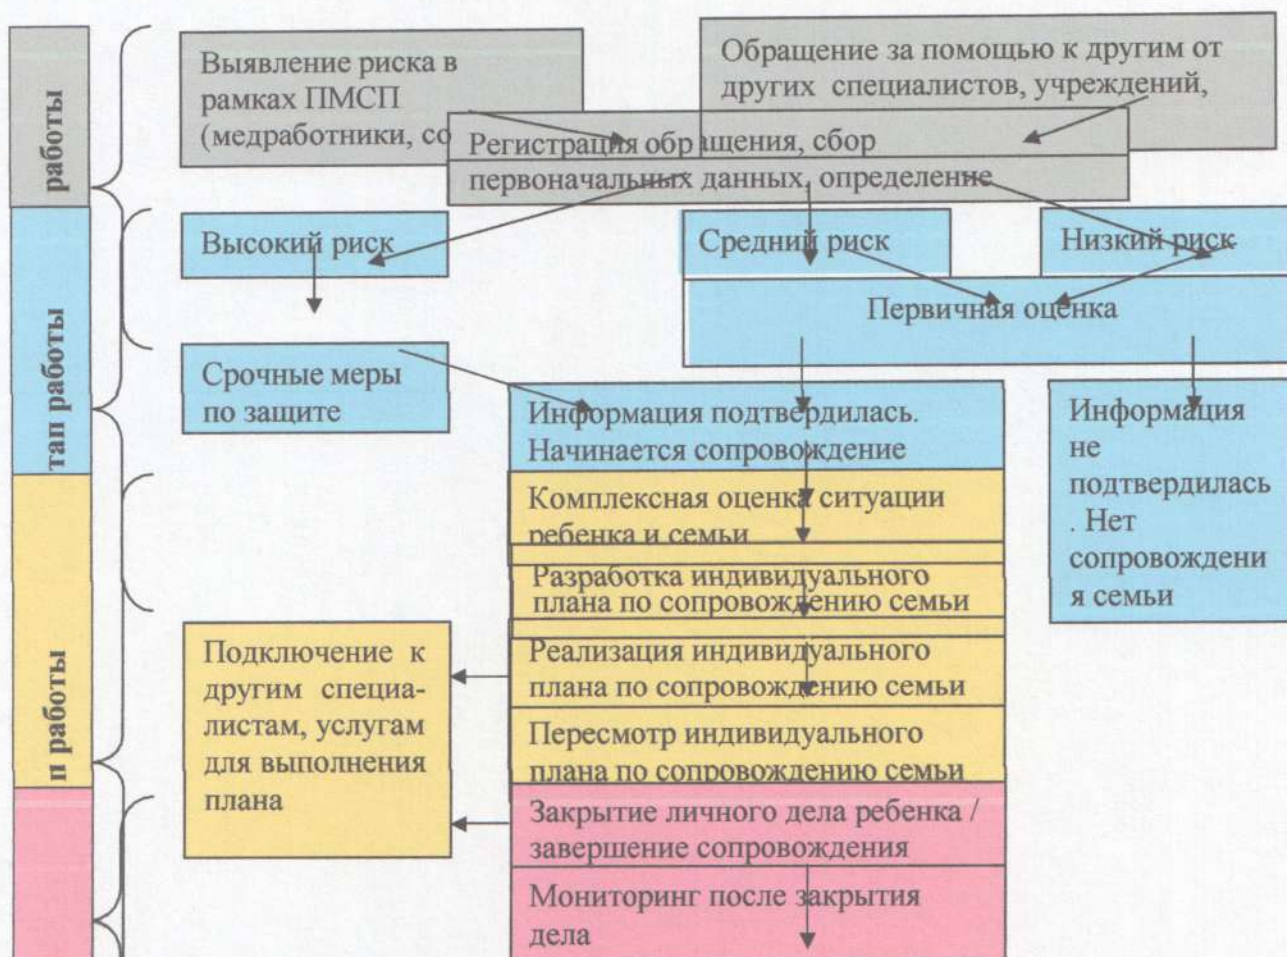 работы
Выявление риска в
рамках ПМСП
(медработники, со
Обращение за помощью к другим от
других специалистов, учреждений,
Регистрация обращения, сбор
первоначальных данных, определение
тап работы
Высокий риск
Средний риск
Низкий риск
Первичная оценка
Срочные меры
по защите
Информация подтвердилась.
Начинается сопровождение
Информация
не
подтвердилась
. Нет
сопровождени
я семьи
п работы
Комплексная оценка ситуации
ребенка и семьи
Разработка индивидуального
плана по сопровождению семьи
Реализация индивидуального
плана по сопровождению семьи
Пересмотр индивидуального
плана по сопровождению семьи
Подключение к
другим специа-
листам, услугам
для выполнения
плана
Закрытие личного дела ребенка /
завершение сопровождения
Мониторинг после закрытия
дела